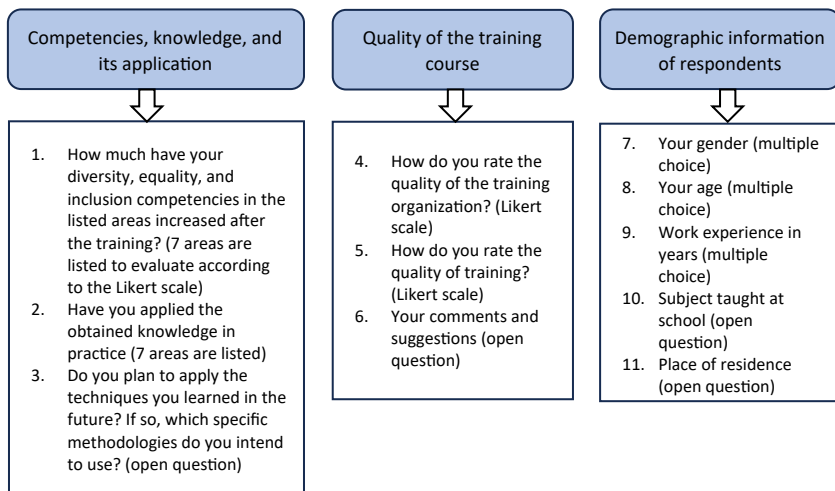 Competencies, knowledge, and
its application
1. How much have your
diversity, equality, and
inclusion competencies in the
listed areas increased after
the training? (7 areas are
listed to evaluate according
to the Likert scale)
2. Have you applied the
obtained knowledge in
practice (7 areas are listed)
3. Do you plan to apply the
techniques you learned in the
future? If so, which specific
methodologies do you intend
to use? (open question)
Quality of the training
course
4. How do you rate the
quality of the training
organization? (Likert
scale)
5. How do you rate the
quality of training?
(Likert scale)
6. Your comments and
suggestions (open
question)
Demographic information
of respondents
7. Your gender (multiple
choice)
8. Your age (multiple
choice)
9. Work experience in
years (multiple
choice)
10. Subject taught at
school (open
question)
11. Place of residence
(open question)